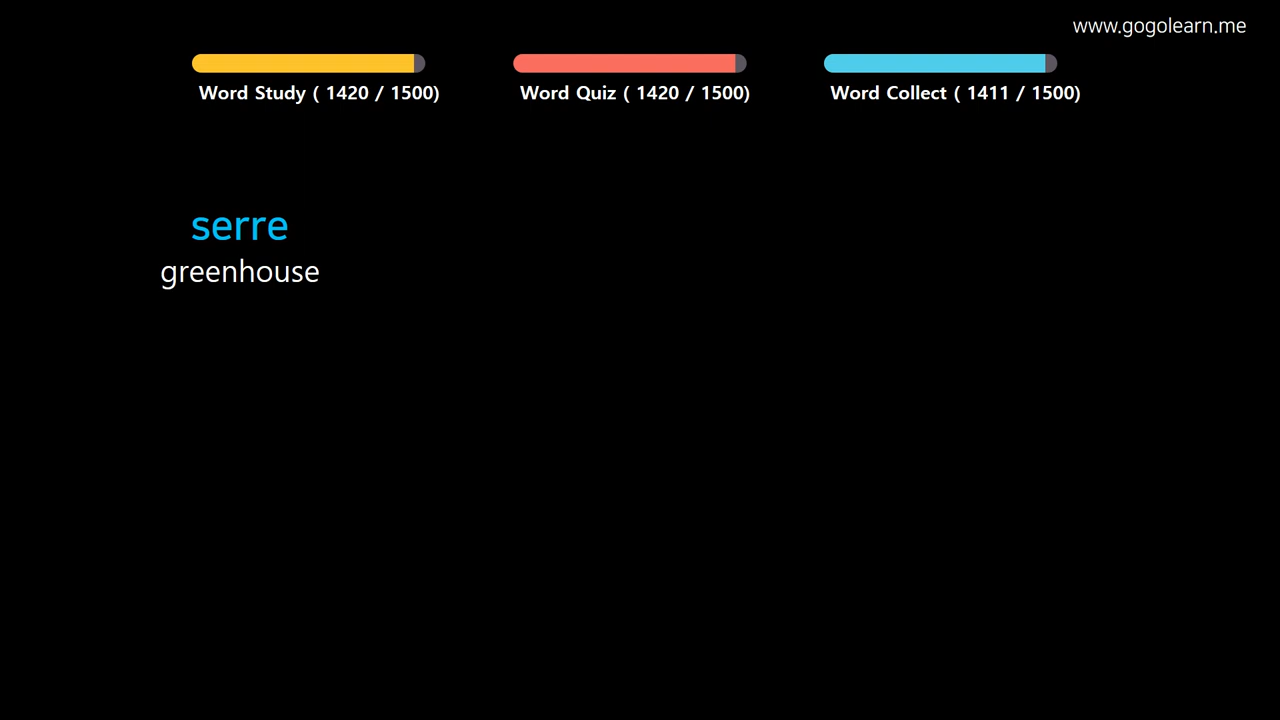 www.gogolearn.me
Word Study ( 1420 / 1500)
Word Quiz ( 1420 / 1500)
Word Collect ( 1411 / 1500)
serre
greenhouse